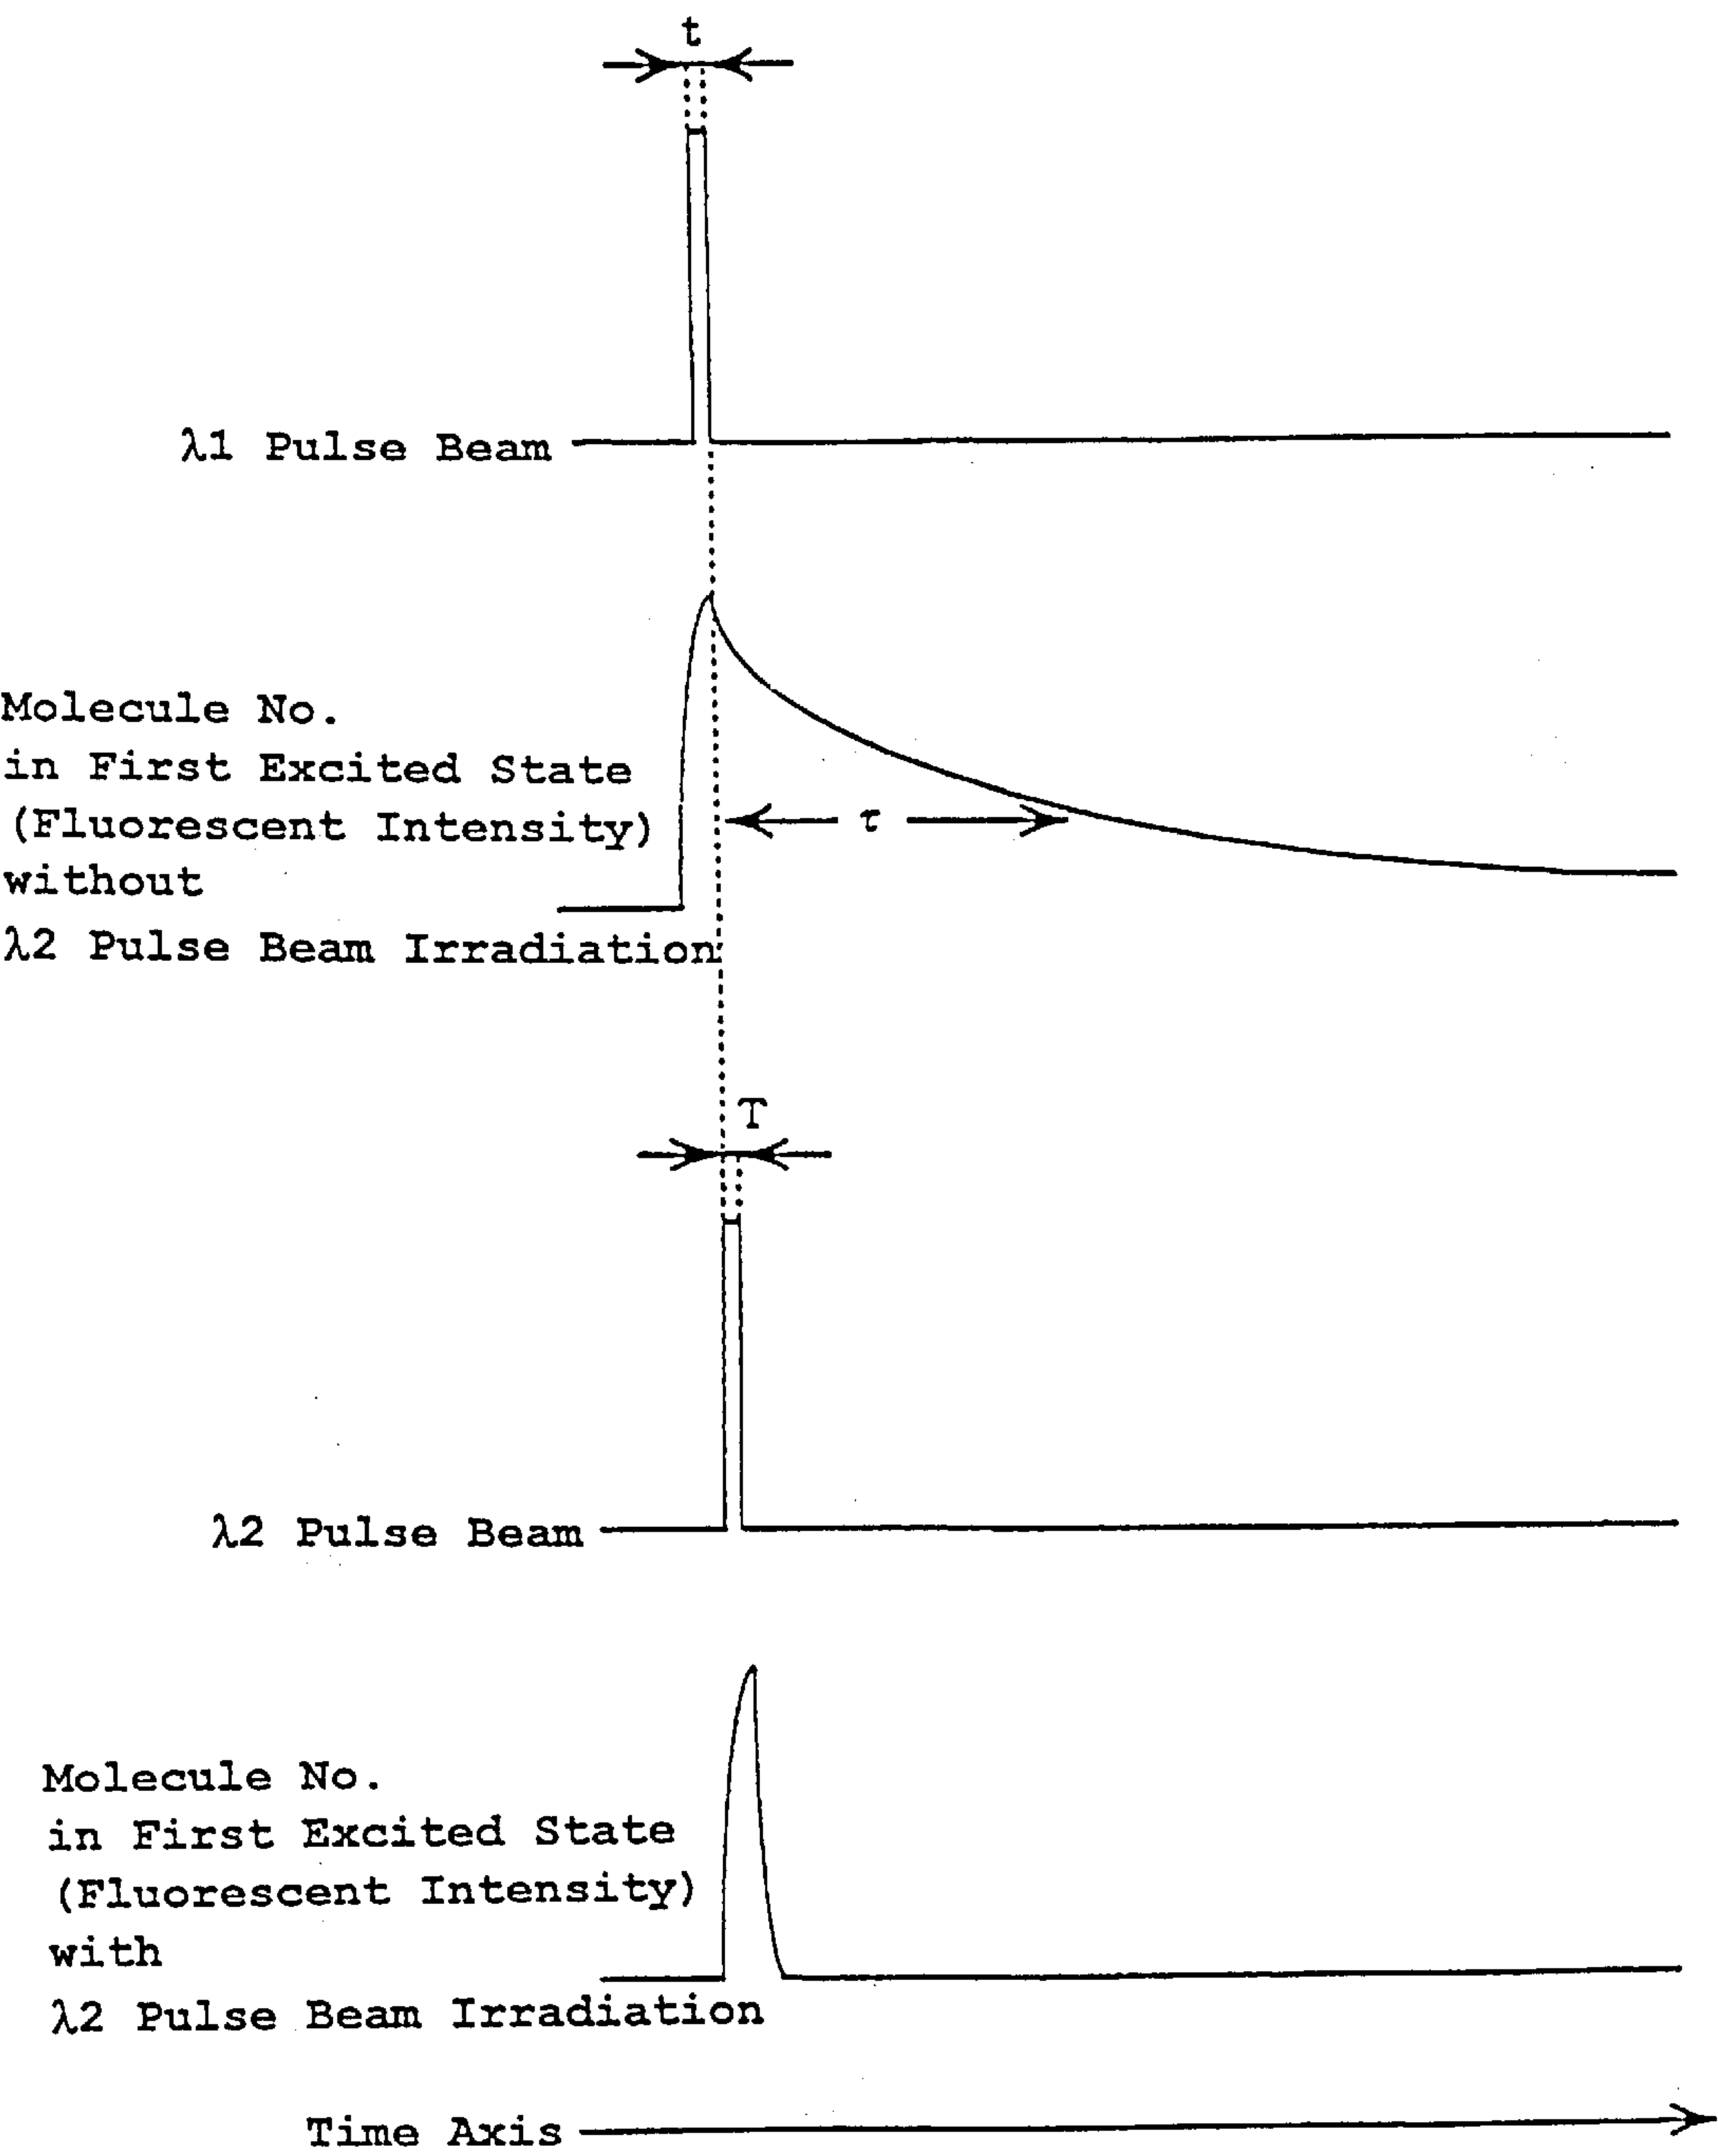 t
λ1 Pulse Beam
Molecule No.
in First Excited State
(Fluorescent Intensity)
without
λ2 Pulse Beam Irradiation
τ
T
λ2 Pulse Beam
Molecule No.
in First Excited State
(Fluorescent Intensity)
with
λ2 Pulse Beam Irradiation
Time Axis